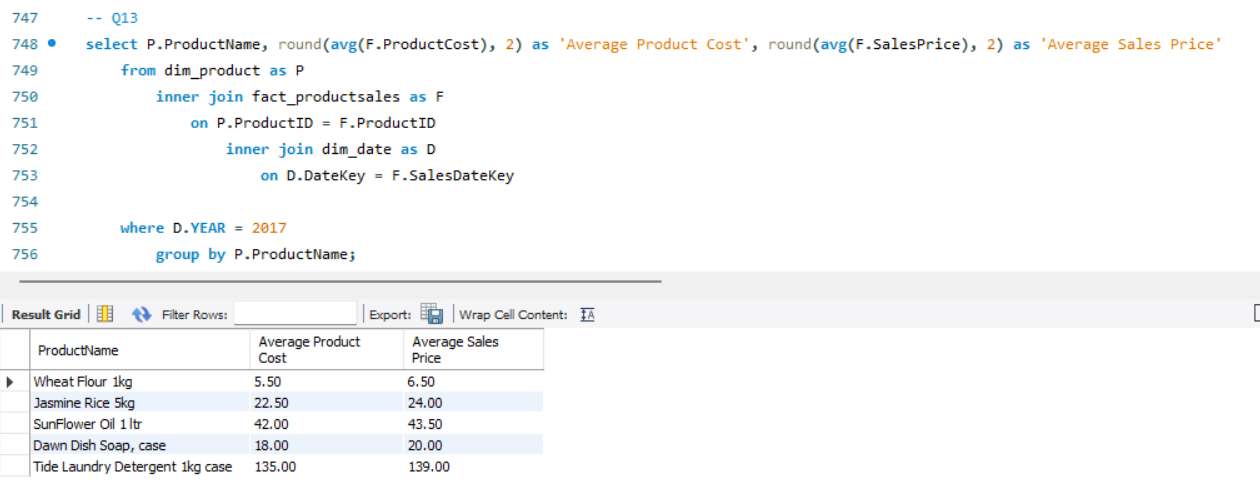 747 -- Q13
748 select P.ProductName, round(avg(F.ProductCost), 2) as 'Average Product Cost', round(avg(F.SalesPrice), 2) as 'Average Sales Price'
749 from dim_product as P
750 inner join fact_productsales as F
751 on P.ProductID = F.ProductID
752 inner join dim_date as D
753 on D.DateKey = F.SalesDateKey
754
755 where D.YEAR = 2017
756 group by P.ProductName;
Result Grid Filter Rows: Export: Wrap Cell Content: IA
ProductName Average Product Cost Average Sales Price
Wheat Flour 1kg 5.50 6.50
Jasmine Rice 5kg 22.50 24.00
SunFlower Oil 1 ltr 42.00 43.50
Dawn Dish Soap, case 18.00 20.00
Tide Laundry Detergent 1kg case 135.00 139.00